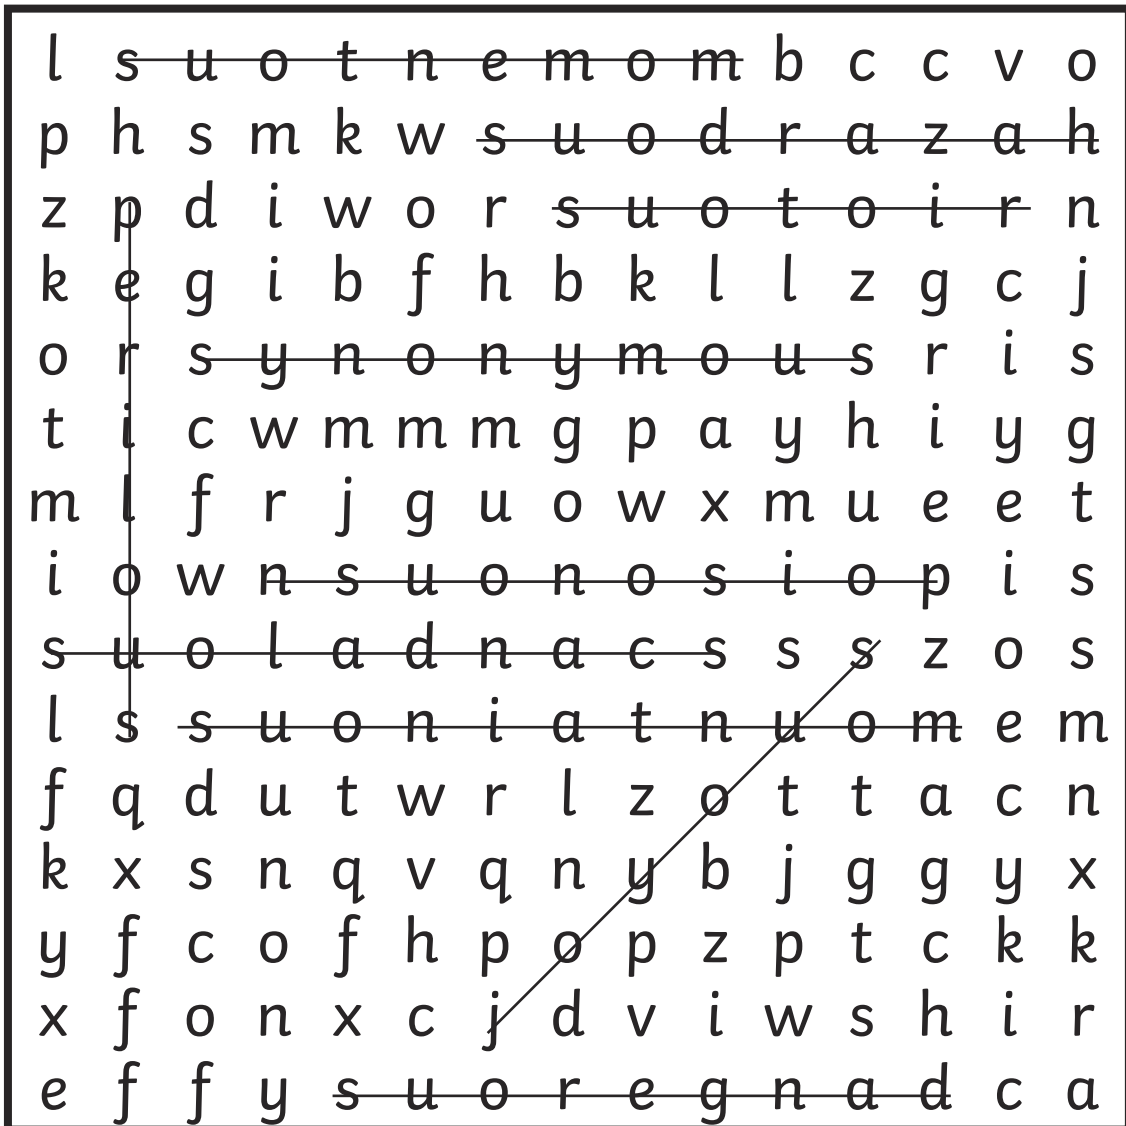 l s u o t n e m o m b c c v o
p h s m k w s u o d r a z a h
z p d i w o r s u o t o i r n
k e g i b f h b k l l z g c j
o r s y n o n y m o u s r i s
t i c w m m m g p a y h i y g
m l f r j g u o w x m u e e t
i o w n s u o n o s i o p i s
s u o l a d n a c s s s z o s
l s s u o n i a t n u o m e m
f q d u t w r l z o t t a c n
k x s n q v q n y b j g g y x
y f c o f h p o p z p t c k k
x f o n x c j d v i w s h i r
e f f y s u o r e g n a d c a